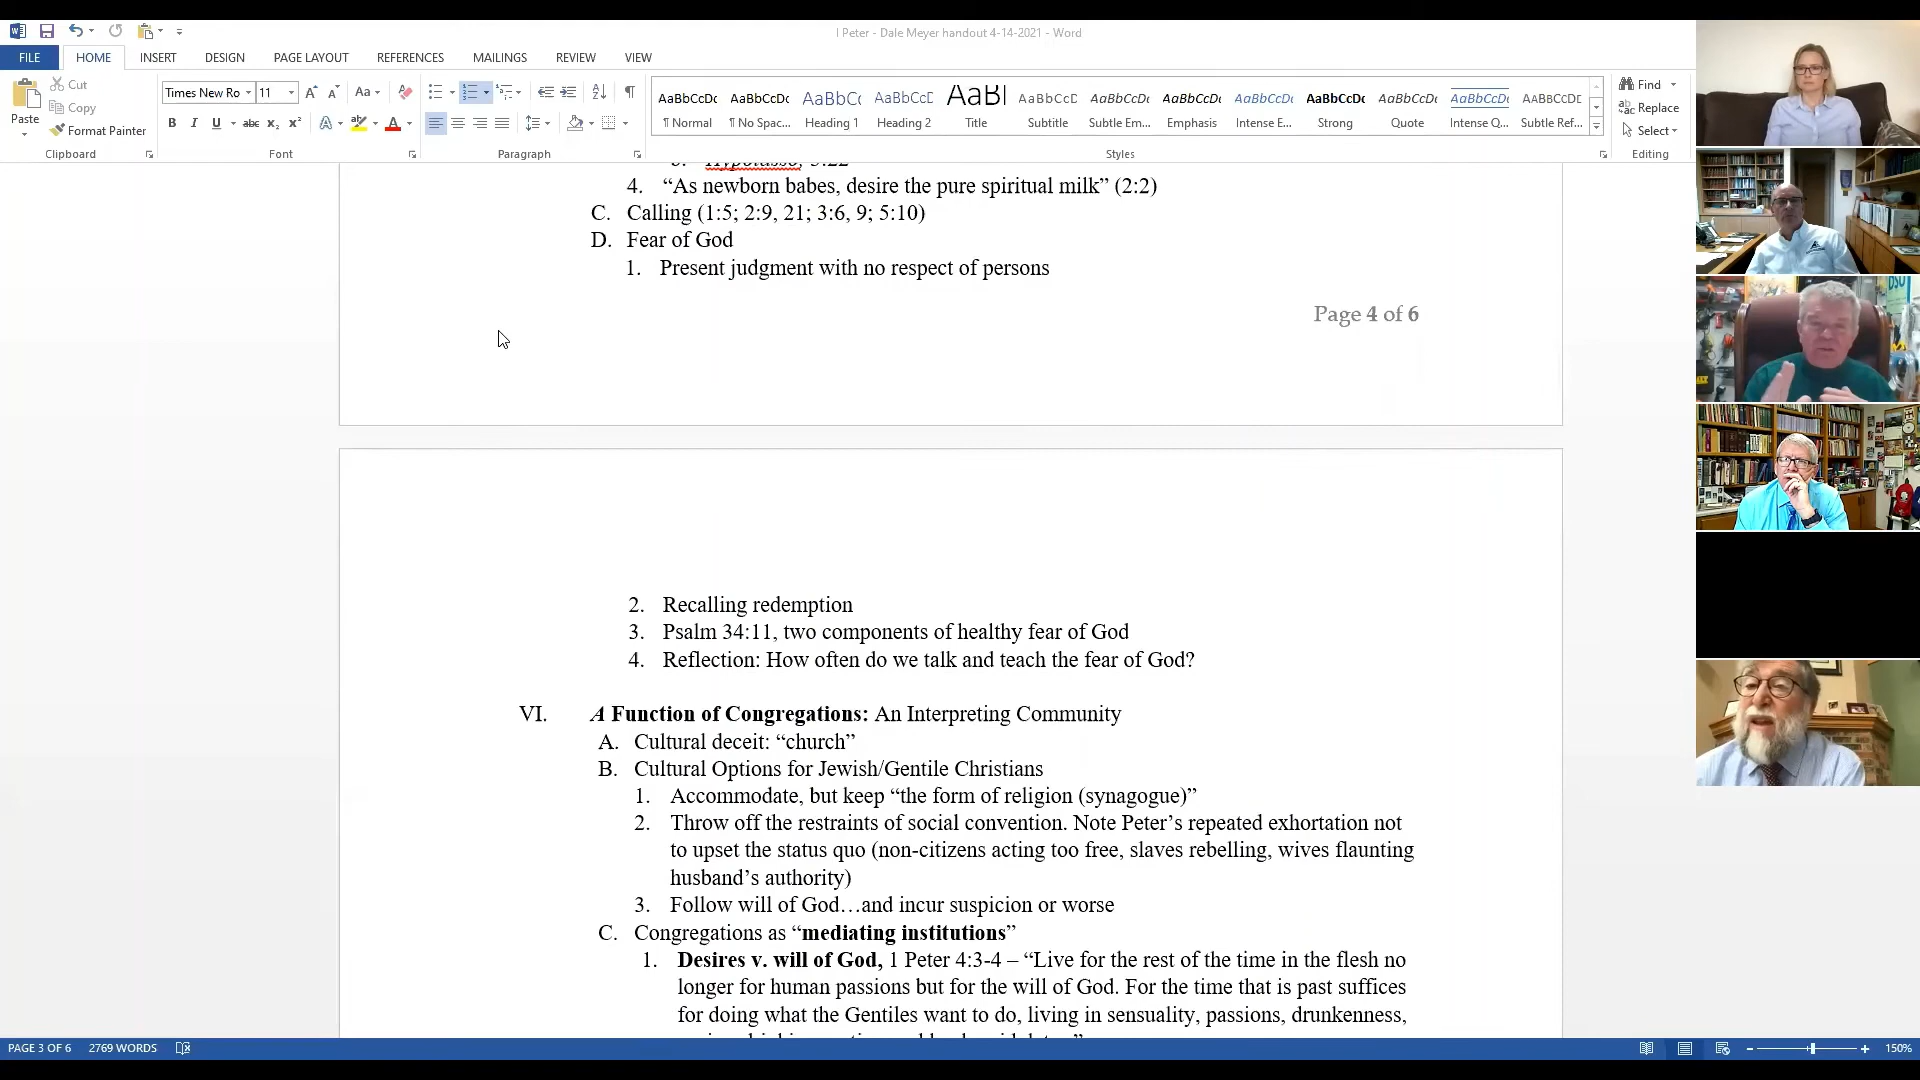 I Peter - Dale Meyer handout 4-14-2021 - Word
FILE HOME INSERT DESIGN PAGE LAYOUT REFERENCES MAILINGS REVIEW VIEW
Paste
Cut
Copy
Format Painter
Clipboard
Times New Ro 11
Font
Paragraph
AaBbCcDc AaBbCcDc AaBbC( AaBbCcD AaB( AaBbCcD AaBbCcDc AaBbCcDc AaBbCcDc AaBbCcDc AaBbCcDc AaBbCcDc AABBCCDE
¶ Normal ¶ No Spac... Heading 1 Heading 2 Title Subtitle Subtle Em... Emphasis Intense E... Strong Quote Intense Q... Subtle Ref...
Styles
Find
Replace
Select
Editing
4. “As newborn babes, desire the pure spiritual milk” (2:2)
C. Calling (1:5; 2:9, 21; 3:6, 9; 5:10)
D. Fear of God
1. Present judgment with no respect of persons
Page 4 of 6
2. Recalling redemption
3. Psalm 34:11, two components of healthy fear of God
4. Reflection: How often do we talk and teach the fear of God?
VI. A Function of Congregations: An Interpreting Community
A. Cultural deceit: “church”
B. Cultural Options for Jewish/Gentile Christians
1. Accommodate, but keep “the form of religion (synagogue)”
2. Throw off the restraints of social convention. Note Peter’s repeated exhortation not
to upset the status quo (non-citizens acting too free, slaves rebelling, wives flaunting
husband’s authority)
3. Follow will of God…and incur suspicion or worse
C. Congregations as “mediating institutions”
1. Desires v. will of God, 1 Peter 4:3-4 – “Live for the rest of the time in the flesh no
longer for human passions but for the will of God. For the time that is past suffices
for doing what the Gentiles want to do, living in sensuality, passions, drunkenness,
PAGE 3 OF 6 2769 WORDS 150%